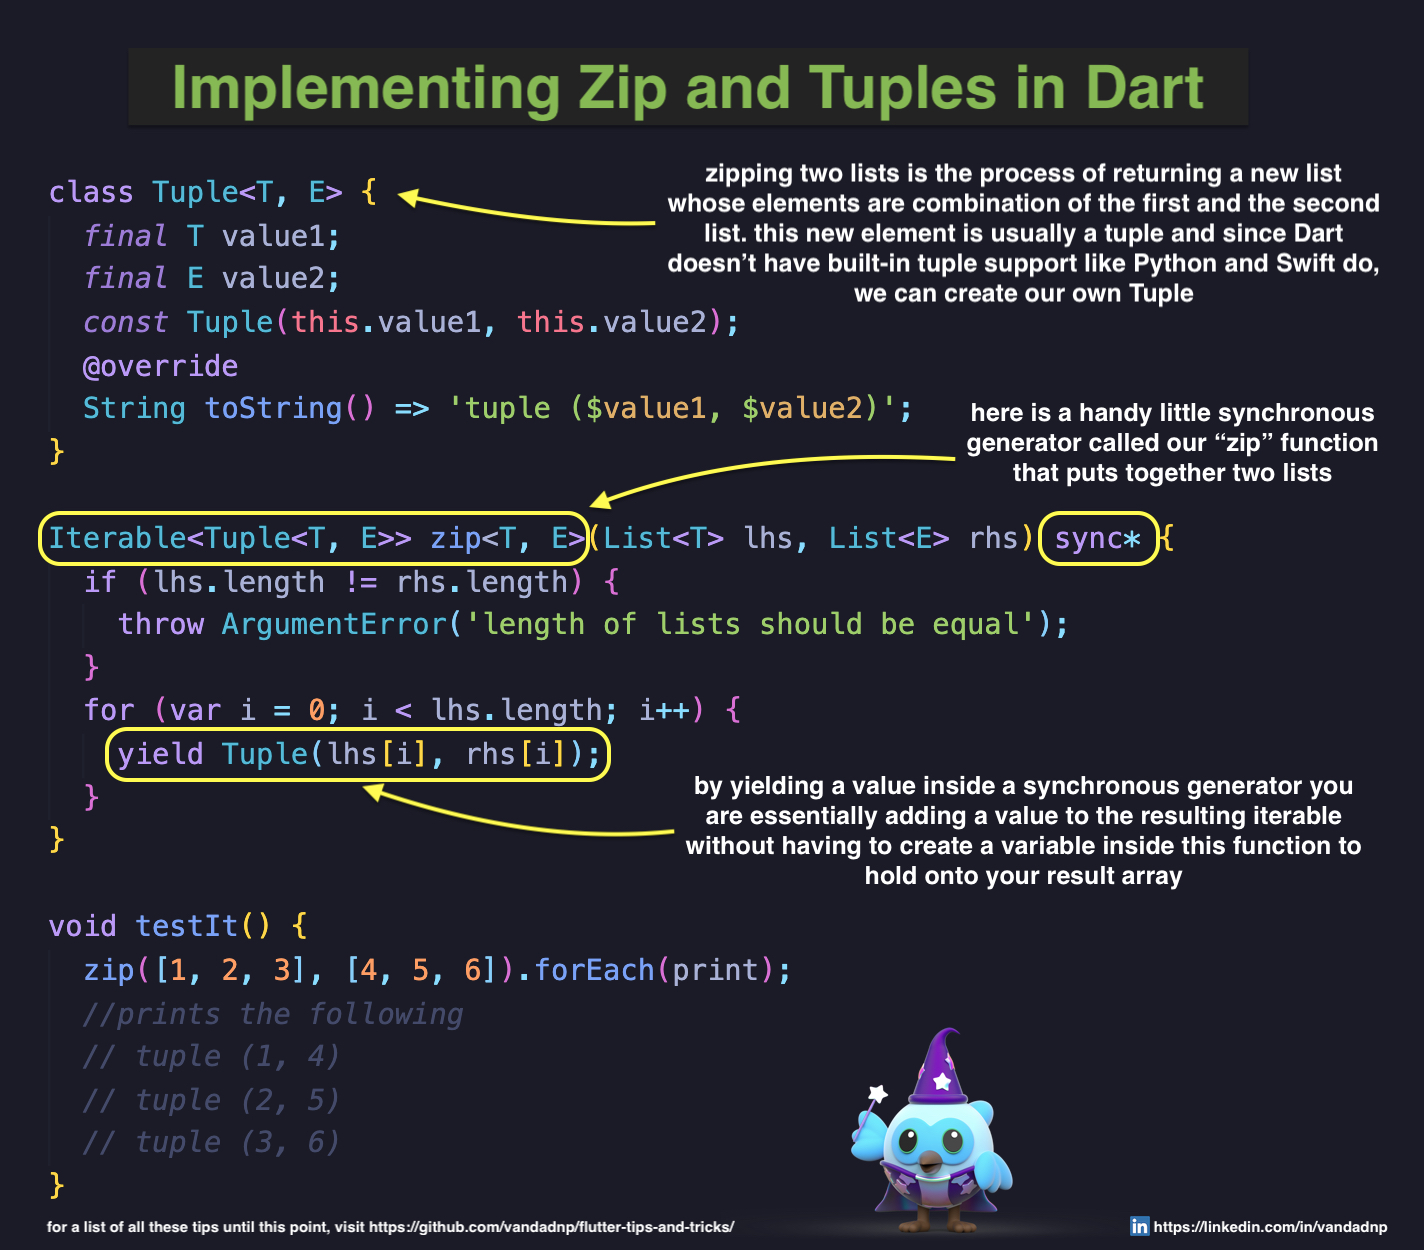 Implementing Zip and Tuples in Dart
class Tuple<T, E> {
final T value1;
final E value2;
const Tuple(this.value1, this.value2);
@override
String toString() => 'tuple ($value1, $value2)';
}
zipping two lists is the process of returning a new list
whose elements are combination of the first and the second
list. this new element is usually a tuple and since Dart
doesn’t have built-in tuple support like Python and Swift do,
we can create our own Tuple
here is a handy little synchronous
generator called our “zip” function
that puts together two lists
Iterable<Tuple<T, E>> zip<T, E>(List<T> lhs, List<E> rhs) sync* {
if (lhs.length != rhs.length) {
throw ArgumentError('length of lists should be equal');
}
for (var i = 0; i < lhs.length; i++) {
yield Tuple(lhs[i], rhs[i]);
}
}
by yielding a value inside a synchronous generator you
are essentially adding a value to the resulting iterable
without having to create a variable inside this function to
hold onto your result array
void testIt() {
zip([1, 2, 3], [4, 5, 6]).forEach(print);
//prints the following
// tuple (1, 4)
// tuple (2, 5)
// tuple (3, 6)
}
for a list of all these tips until this point, visit https://github.com/vandadnp/flutter-tips-and-tricks/
in https://linkedin.com/in/vandadnp